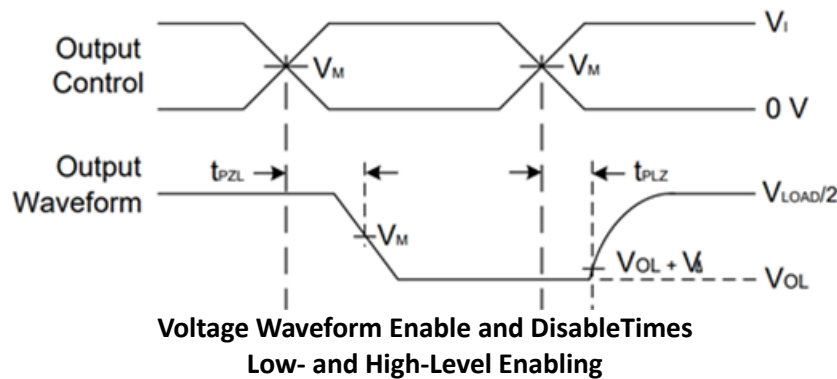 Output
Control
VM
VM
VI
0 V
Output
Waveform
tPZL
tPLZ
VLOAD/2
VM
VOL + VΔ
VOL
Voltage Waveform Enable and DisableTimes
Low- and High-Level Enabling